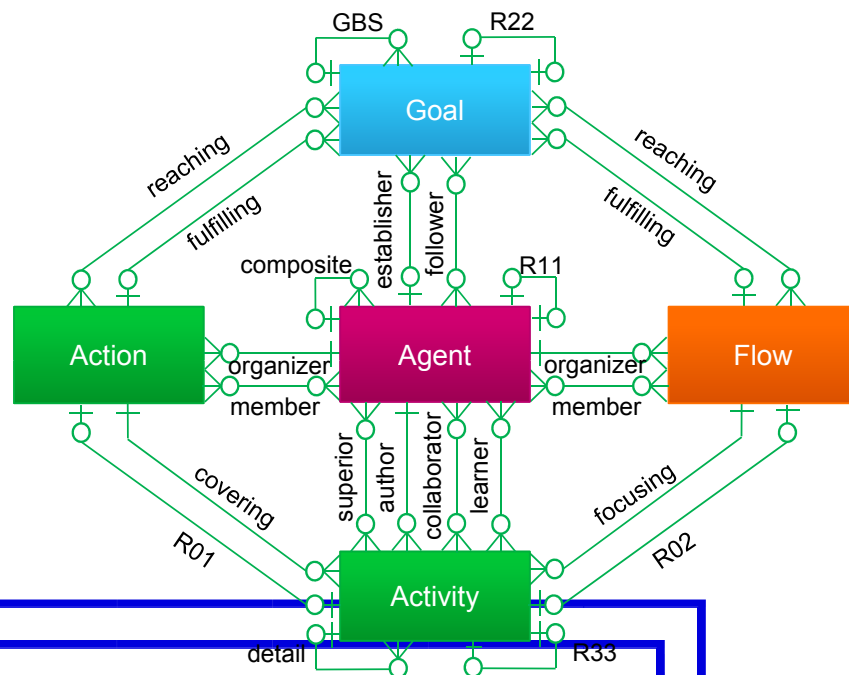 GBS
R22
Goal
reaching
fulfilling
establisher
follower
reaching
fulfilling
composite
R11
Action
organizer
member
Agent
organizer
member
Flow
covering
R01
superior
author
collaborator
learner
focusing
R02
Activity
detail
R33